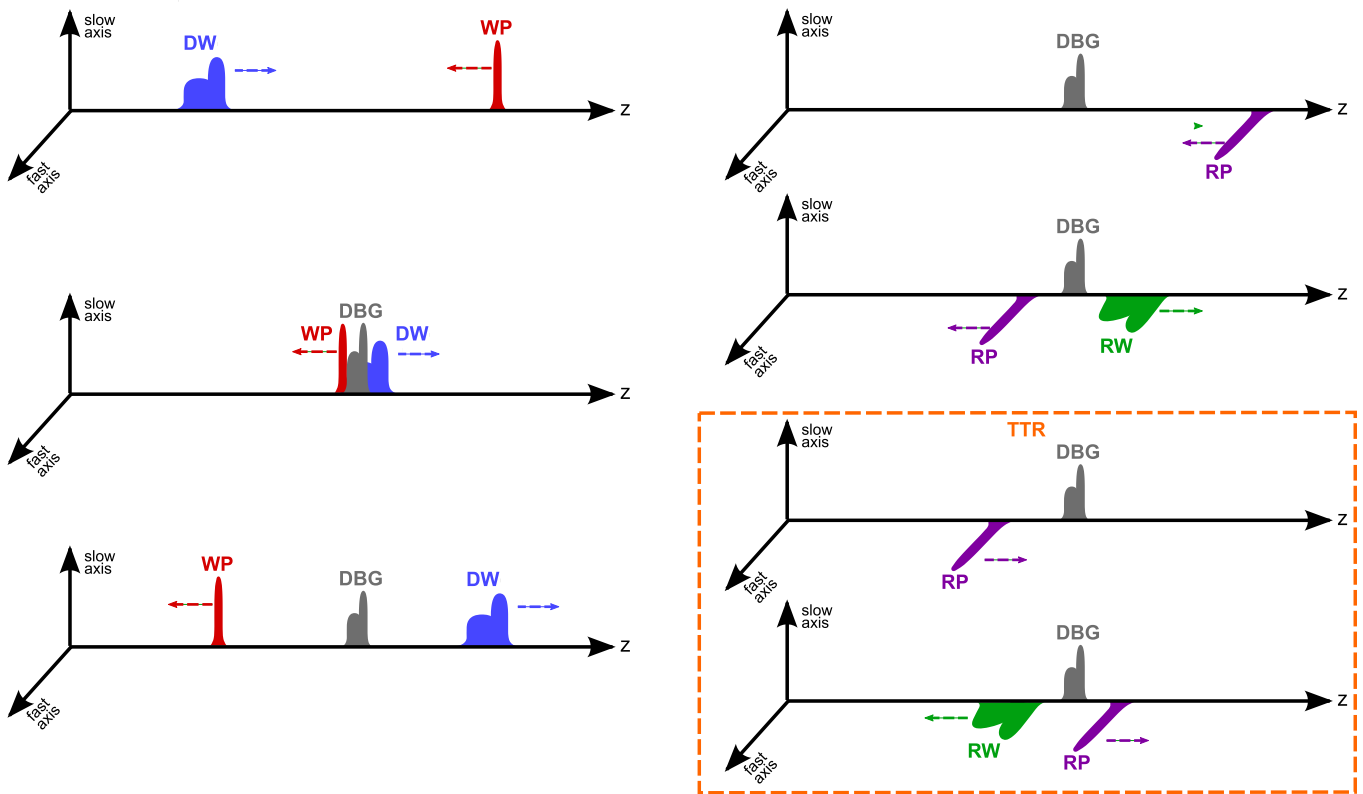 slow
axis
DW
WP
z
fast
axis
slow
axis
DBG
WP
DW
z
fast
axis
slow
axis
WP
DBG
DW
z
fast
axis
slow
axis
DBG
z
RP
fast
axis
slow
axis
DBG
z
RP
RW
fast
axis
TTR
slow
axis
DBG
z
RP
fast
axis
slow
axis
DBG
z
RW
RP
fast
axis